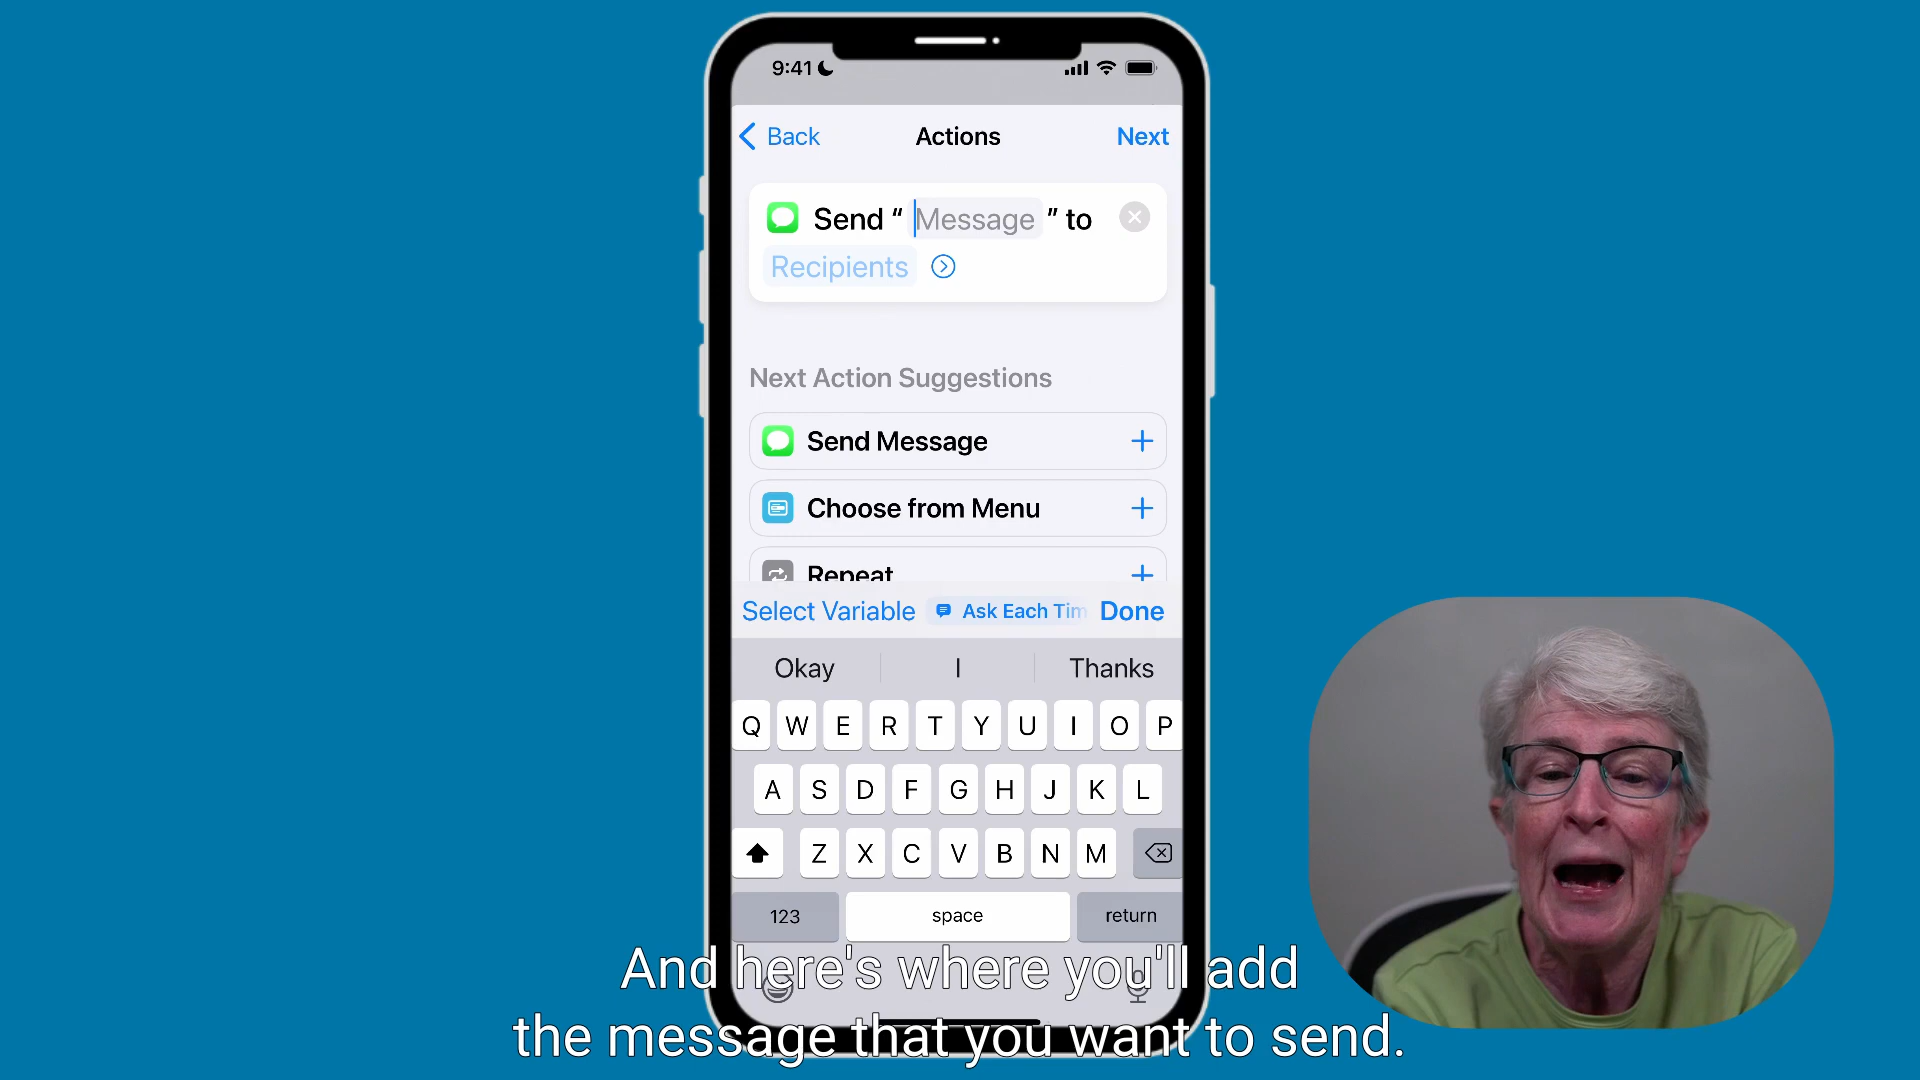 9:41
Back Actions Next
Send “ Message ” to
Recipients
Next Action Suggestions
Send Message
Choose from Menu
Repeat
Select Variable Ask Each Tim Done
Okay I Thanks
Q W E R T Y U I O P
A S D F G H J K L
Z X C V B N M
123 space return
And here's where you'll add
the message that you want to send.